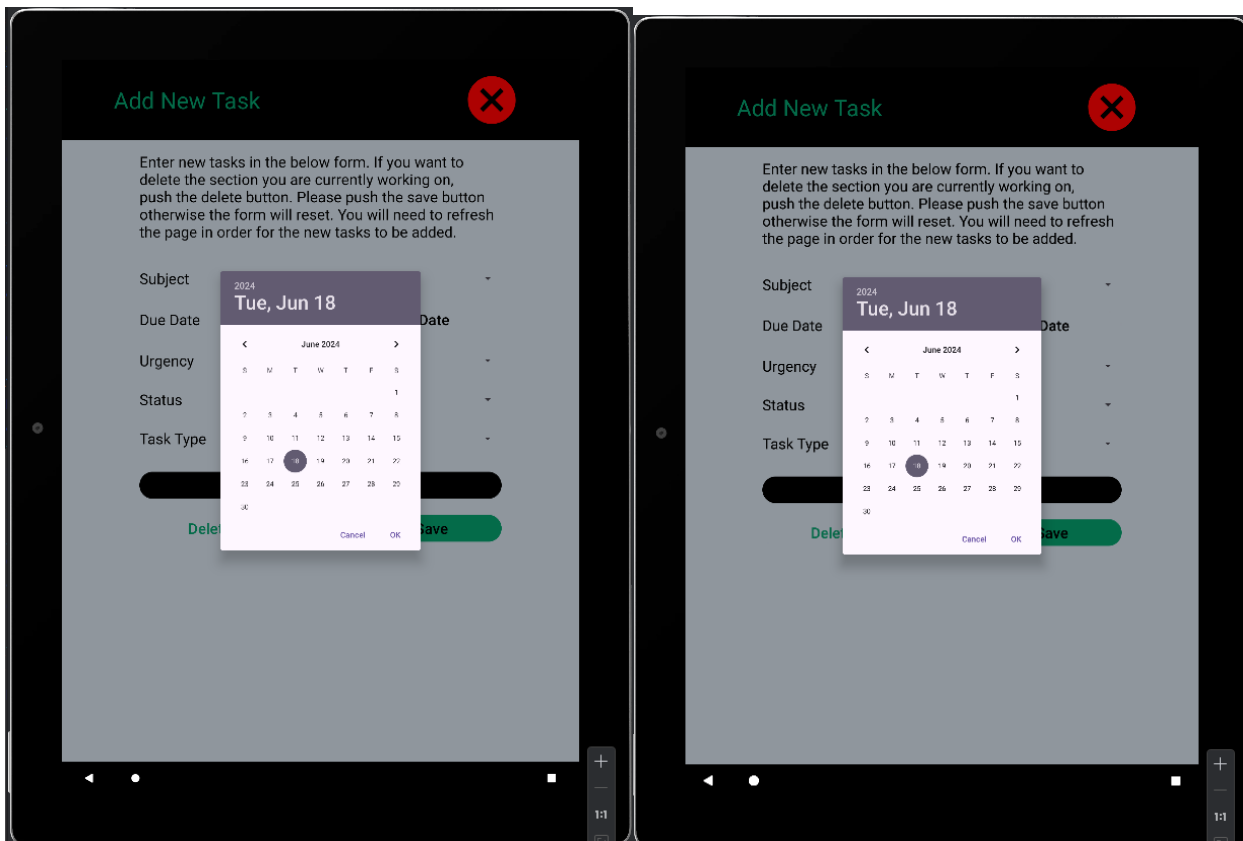 Add New Task
Enter new tasks in the below form. If you want to
delete the section you are currently working on,
push the delete button. Please push the save button
otherwise the form will reset. You will need to refresh
the page in order for the new tasks to be added.
Subject
Due Date
Date
Urgency
Status
Task Type
2024
Tue, Jun 18
June 2024
S M T W T F S
1
2 3 4 5 6 7 8
9 10 11 12 13 14 15
16 17 18 19 20 21 22
23 24 25 26 27 28 29
30
Cancel OK
Delet
Save
1:1
Add New Task
Enter new tasks in the below form. If you want to
delete the section you are currently working on,
push the delete button. Please push the save button
otherwise the form will reset. You will need to refresh
the page in order for the new tasks to be added.
Subject
Due Date
Date
Urgency
Status
Task Type
2024
Tue, Jun 18
June 2024
S M T W T F S
1
2 3 4 5 6 7 8
9 10 11 12 13 14 15
16 17 18 19 20 21 22
23 24 25 26 27 28 29
30
Cancel OK
Delet
Save
1:1